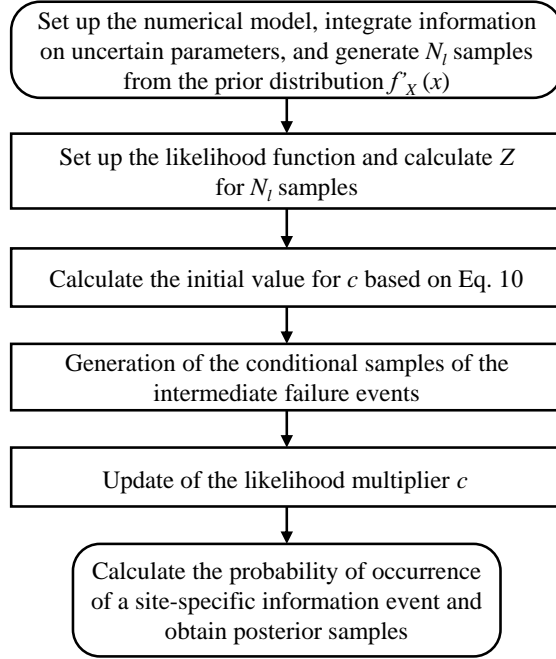 Set up the numerical model, integrate information
on uncertain parameters, and generate N_l samples
from the prior distribution f'_X (x)
Set up the likelihood function and calculate Z
for N_l samples
Calculate the initial value for c based on Eq. 10
Generation of the conditional samples of the
intermediate failure events
Update of the likelihood multiplier c
Calculate the probability of occurrence
of a site-specific information event and
obtain posterior samples